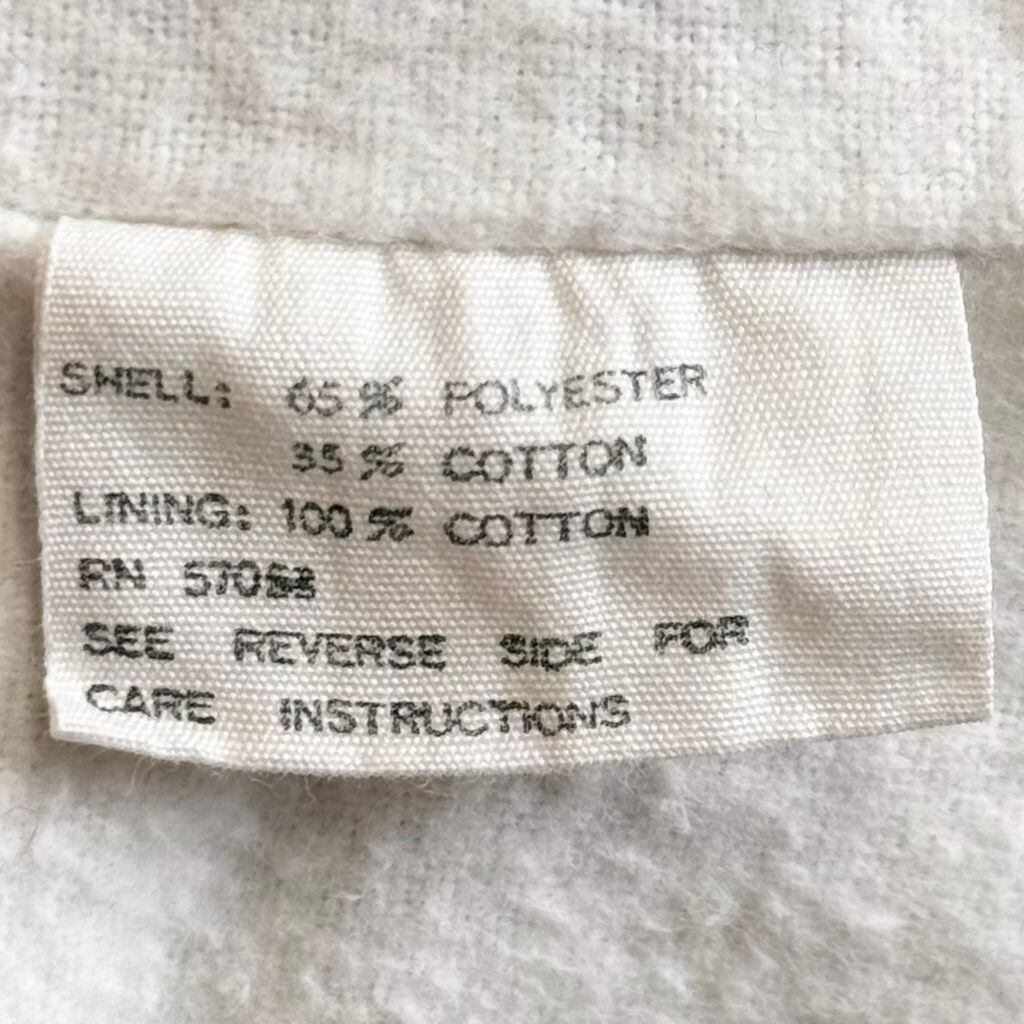 SHELL: 65% POLYESTER
35% COTTON
LINING: 100% COTTON
RN
SEE REVERSE SIDE FOR
CARE INSTRUCTIONS